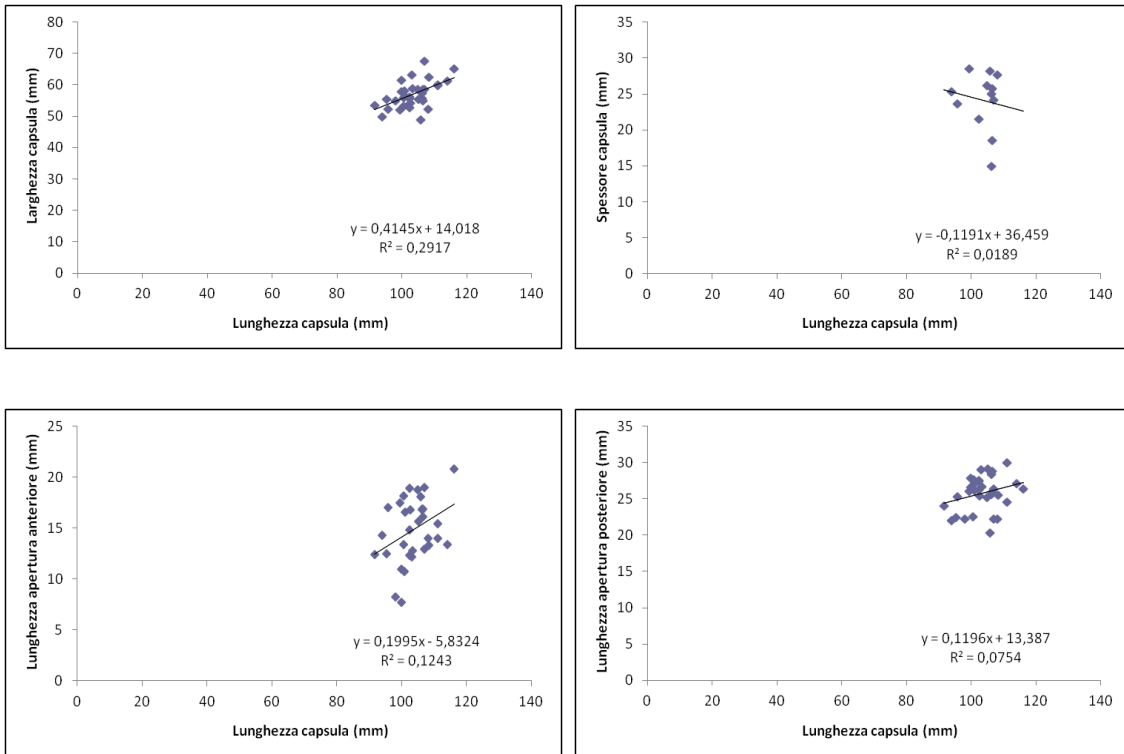 80
70
60
50
40
30
20
10
0
Larghezza capsula (mm)
y = 0,4145x + 14,018
R² = 0,2917
0 20 40 60 80 100 120 140
Lunghezza capsula (mm)
35
30
25
20
15
10
5
0
Spessore capsula (mm)
y = -0,1191x + 36,459
R² = 0,0189
0 20 40 60 80 100 120 140
Lunghezza capsula (mm)
25
20
15
10
5
0
Lunghezza apertura anteriore (mm)
y = 0,1995x - 5,8324
R² = 0,1243
0 20 40 60 80 100 120 140
Lunghezza capsula (mm)
35
30
25
20
15
10
5
0
Lunghezza apertura posteriore (mm)
y = 0,1196x + 13,387
R² = 0,0754
0 20 40 60 80 100 120 140
Lunghezza capsula (mm)